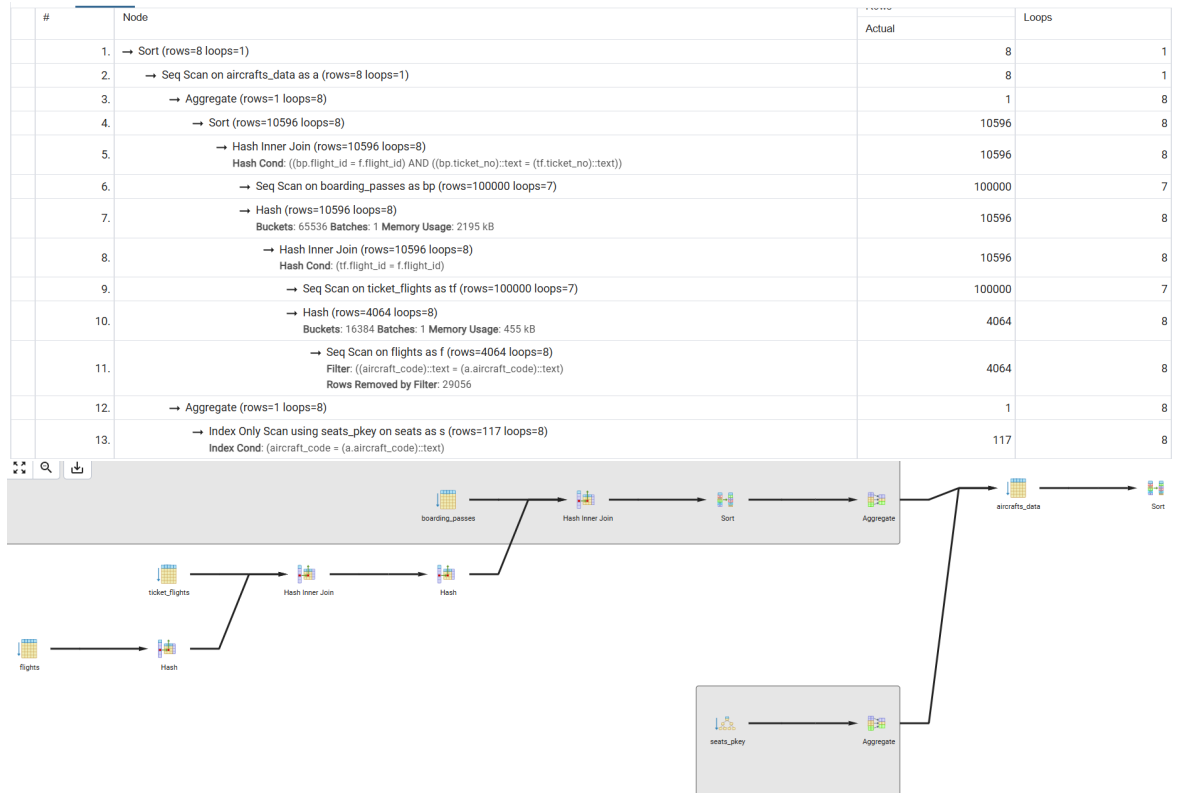 #
Node
Actual
Loops
1. → Sort (rows=8 loops=1) 8 1
2. → Seq Scan on aircrafts_data as a (rows=8 loops=1) 8 1
3. → Aggregate (rows=1 loops=8) 1 8
4. → Sort (rows=10596 loops=8) 10596 8
5. → Hash Inner Join (rows=10596 loops=8) 10596 8
Hash Cond: ((bp.flight_id = f.flight_id) AND ((bp.ticket_no)::text = (tf.ticket_no)::text))
6. → Seq Scan on boarding_passes as bp (rows=100000 loops=7) 100000 7
7. → Hash (rows=10596 loops=8) 10596 8
Buckets: 65536 Batches: 1 Memory Usage: 2195 kB
8. → Hash Inner Join (rows=10596 loops=8) 10596 8
Hash Cond: (tf.flight_id = f.flight_id)
9. → Seq Scan on ticket_flights as tf (rows=100000 loops=7) 100000 7
10. → Hash (rows=4064 loops=8) 4064 8
Buckets: 16384 Batches: 1 Memory Usage: 455 kB
11. → Seq Scan on flights as f (rows=4064 loops=8) 4064 8
Filter: ((aircraft_code)::text = (a.aircraft_code)::text)
Rows Removed by Filter: 29056
12. → Aggregate (rows=1 loops=8) 1 8
13. → Index Only Scan using seats_pkey on seats as s (rows=117 loops=8) 117 8
Index Cond: (aircraft_code = (a.aircraft_code)::text)
boarding_passes
Hash Inner Join
Sort
Aggregate
aircrafts_data
Sort
ticket_flights
Hash Inner Join
Hash
flights
Hash
seats_pkey
Aggregate